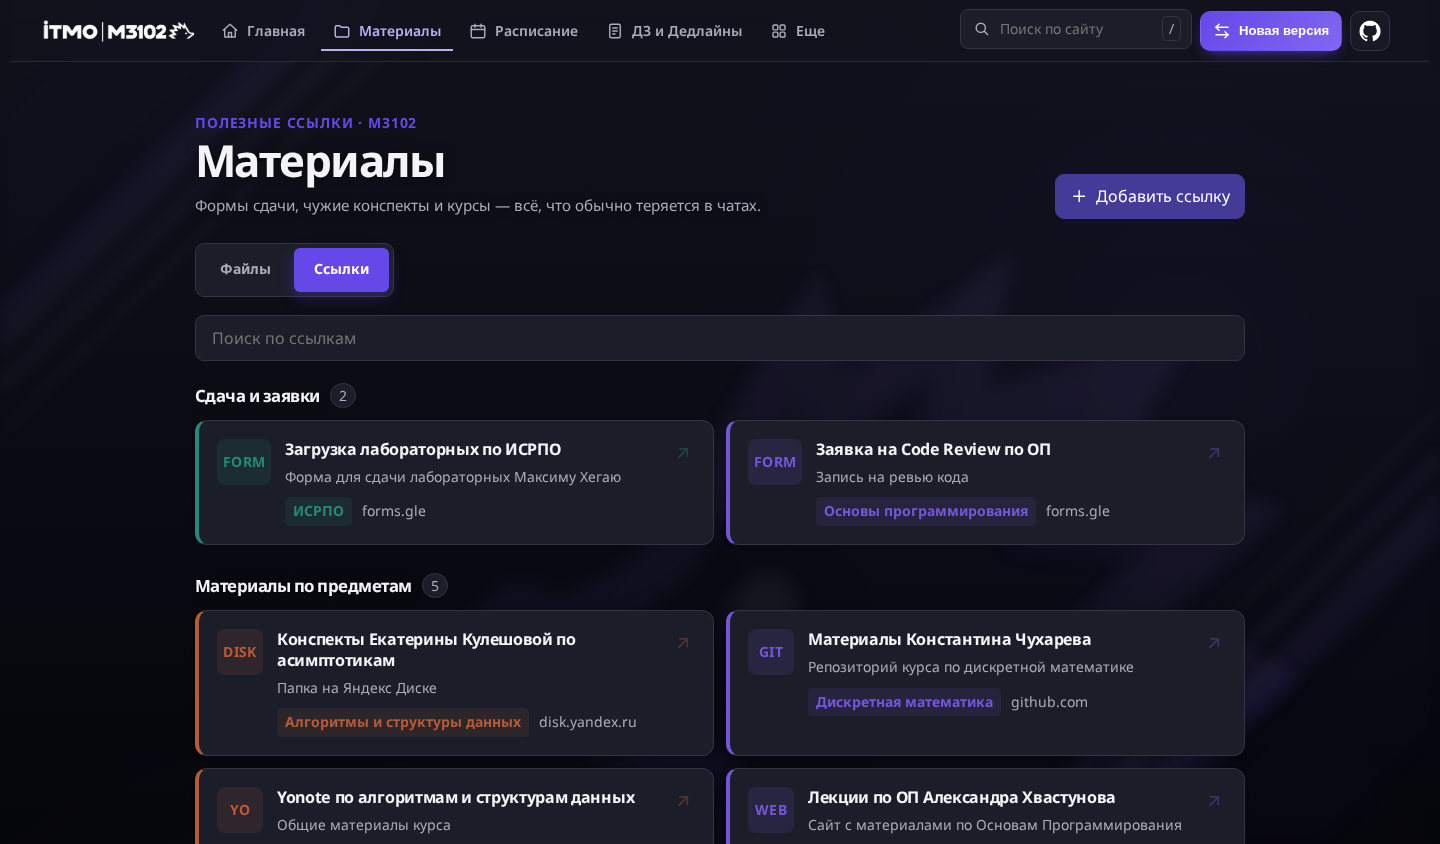 iTMO | M3102
Главная
Материалы
Расписание
ДЗ и Дедлайны
Еще
Поиск по сайту
/
Новая версия
ПОЛЕЗНЫЕ ССЫЛКИ · M3102
Материалы
Формы сдачи, чужие конспекты и курсы — всё, что обычно теряется в чатах.
+ Добавить ссылку
Файлы
Ссылки
Поиск по ссылкам
Сдача и заявки 2
FORM
Загрузка лабораторных по ИСРПО
Форма для сдачи лабораторных Максиму Хегаю
ИСРПО forms.gle
FORM
Заявка на Code Review по ОП
Запись на ревью кода
Основы программирования forms.gle
Материалы по предметам 5
DISK
Конспекты Екатерины Кулешовой по
асимптотикам
Папка на Яндекс Диске
Алгоритмы и структуры данных disk.yandex.ru
GIT
Материалы Константина Чухарева
Репозиторий курса по дискретной математике
Дискретная математика github.com
YO
Yonote по алгоритмам и структурам данных
Общие материалы курса
WEB
Лекции по ОП Александра Хвастунова
Сайт с материалами по Основам Программирования